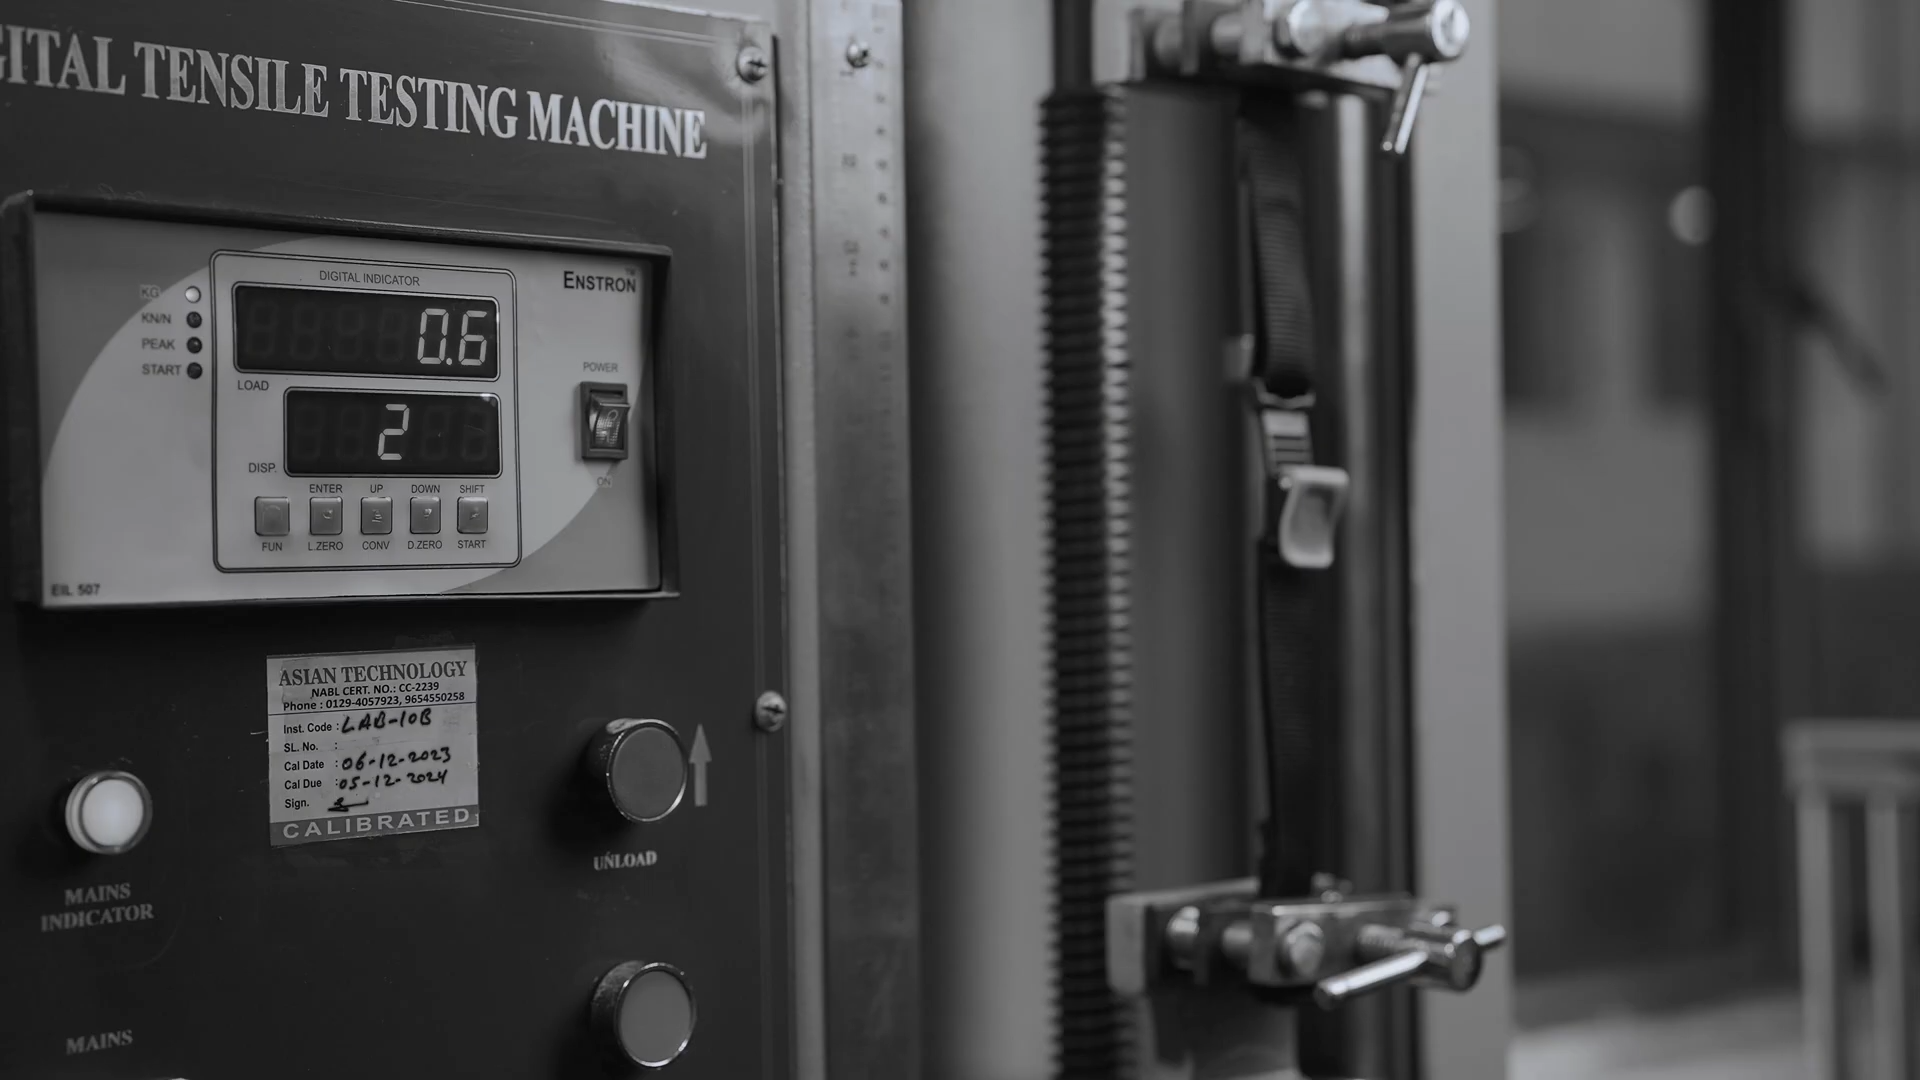 GITAL TENSILE TESTING MACHINE
DIGITAL INDICATOR
ENSTRON
TM
KG
KN/N
PEAK
START
0.6
LOAD
2
DISP.
POWER
ON
ENTER UP DOWN SHIFT
FUN L.ZERO CONV D.ZERO START
EIL 507
ASIAN TECHNOLOGY
NABL CERT. NO.: CC-2239
Phone : 0129-4057923, 9654550258
Inst. Code : LAB-10B
SL. No. :
Cal Date : 06-12-2023
Cal Due : 05-12-2024
Sign.
CALIBRATED
UNLOAD
MAINS
INDICATOR
MAINS